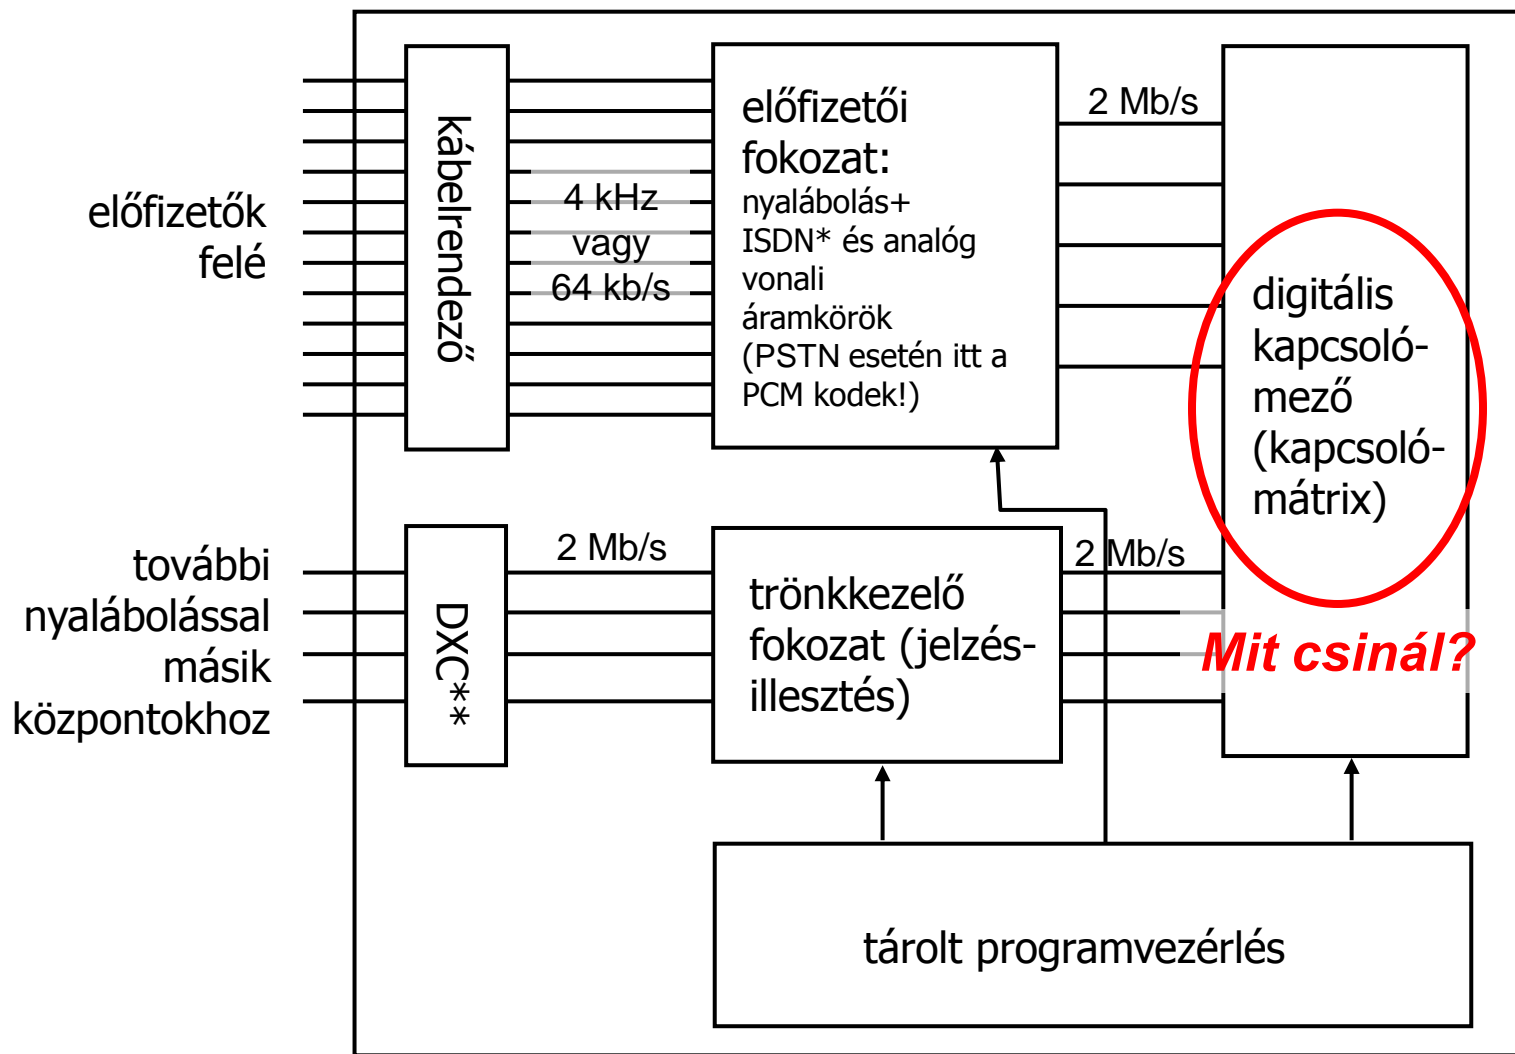 előfizetők
felé
kábelrendező
4 kHz
vagy
64 kb/s
előfizetői
fokozat:
nyalábolás+
ISDN* és analóg
vonali
áramkörök
(PSTN esetén itt a
PCM kodek!)
2 Mb/s
digitális
kapcsoló-
mező
(kapcsoló-
mátrix)
Mit csinál?
további
nyalábolással
másik
központokhoz
DXC**
2 Mb/s
trönkkezelő
fokozat (jelzés-
illesztés)
2 Mb/s
tárolt programvezérlés